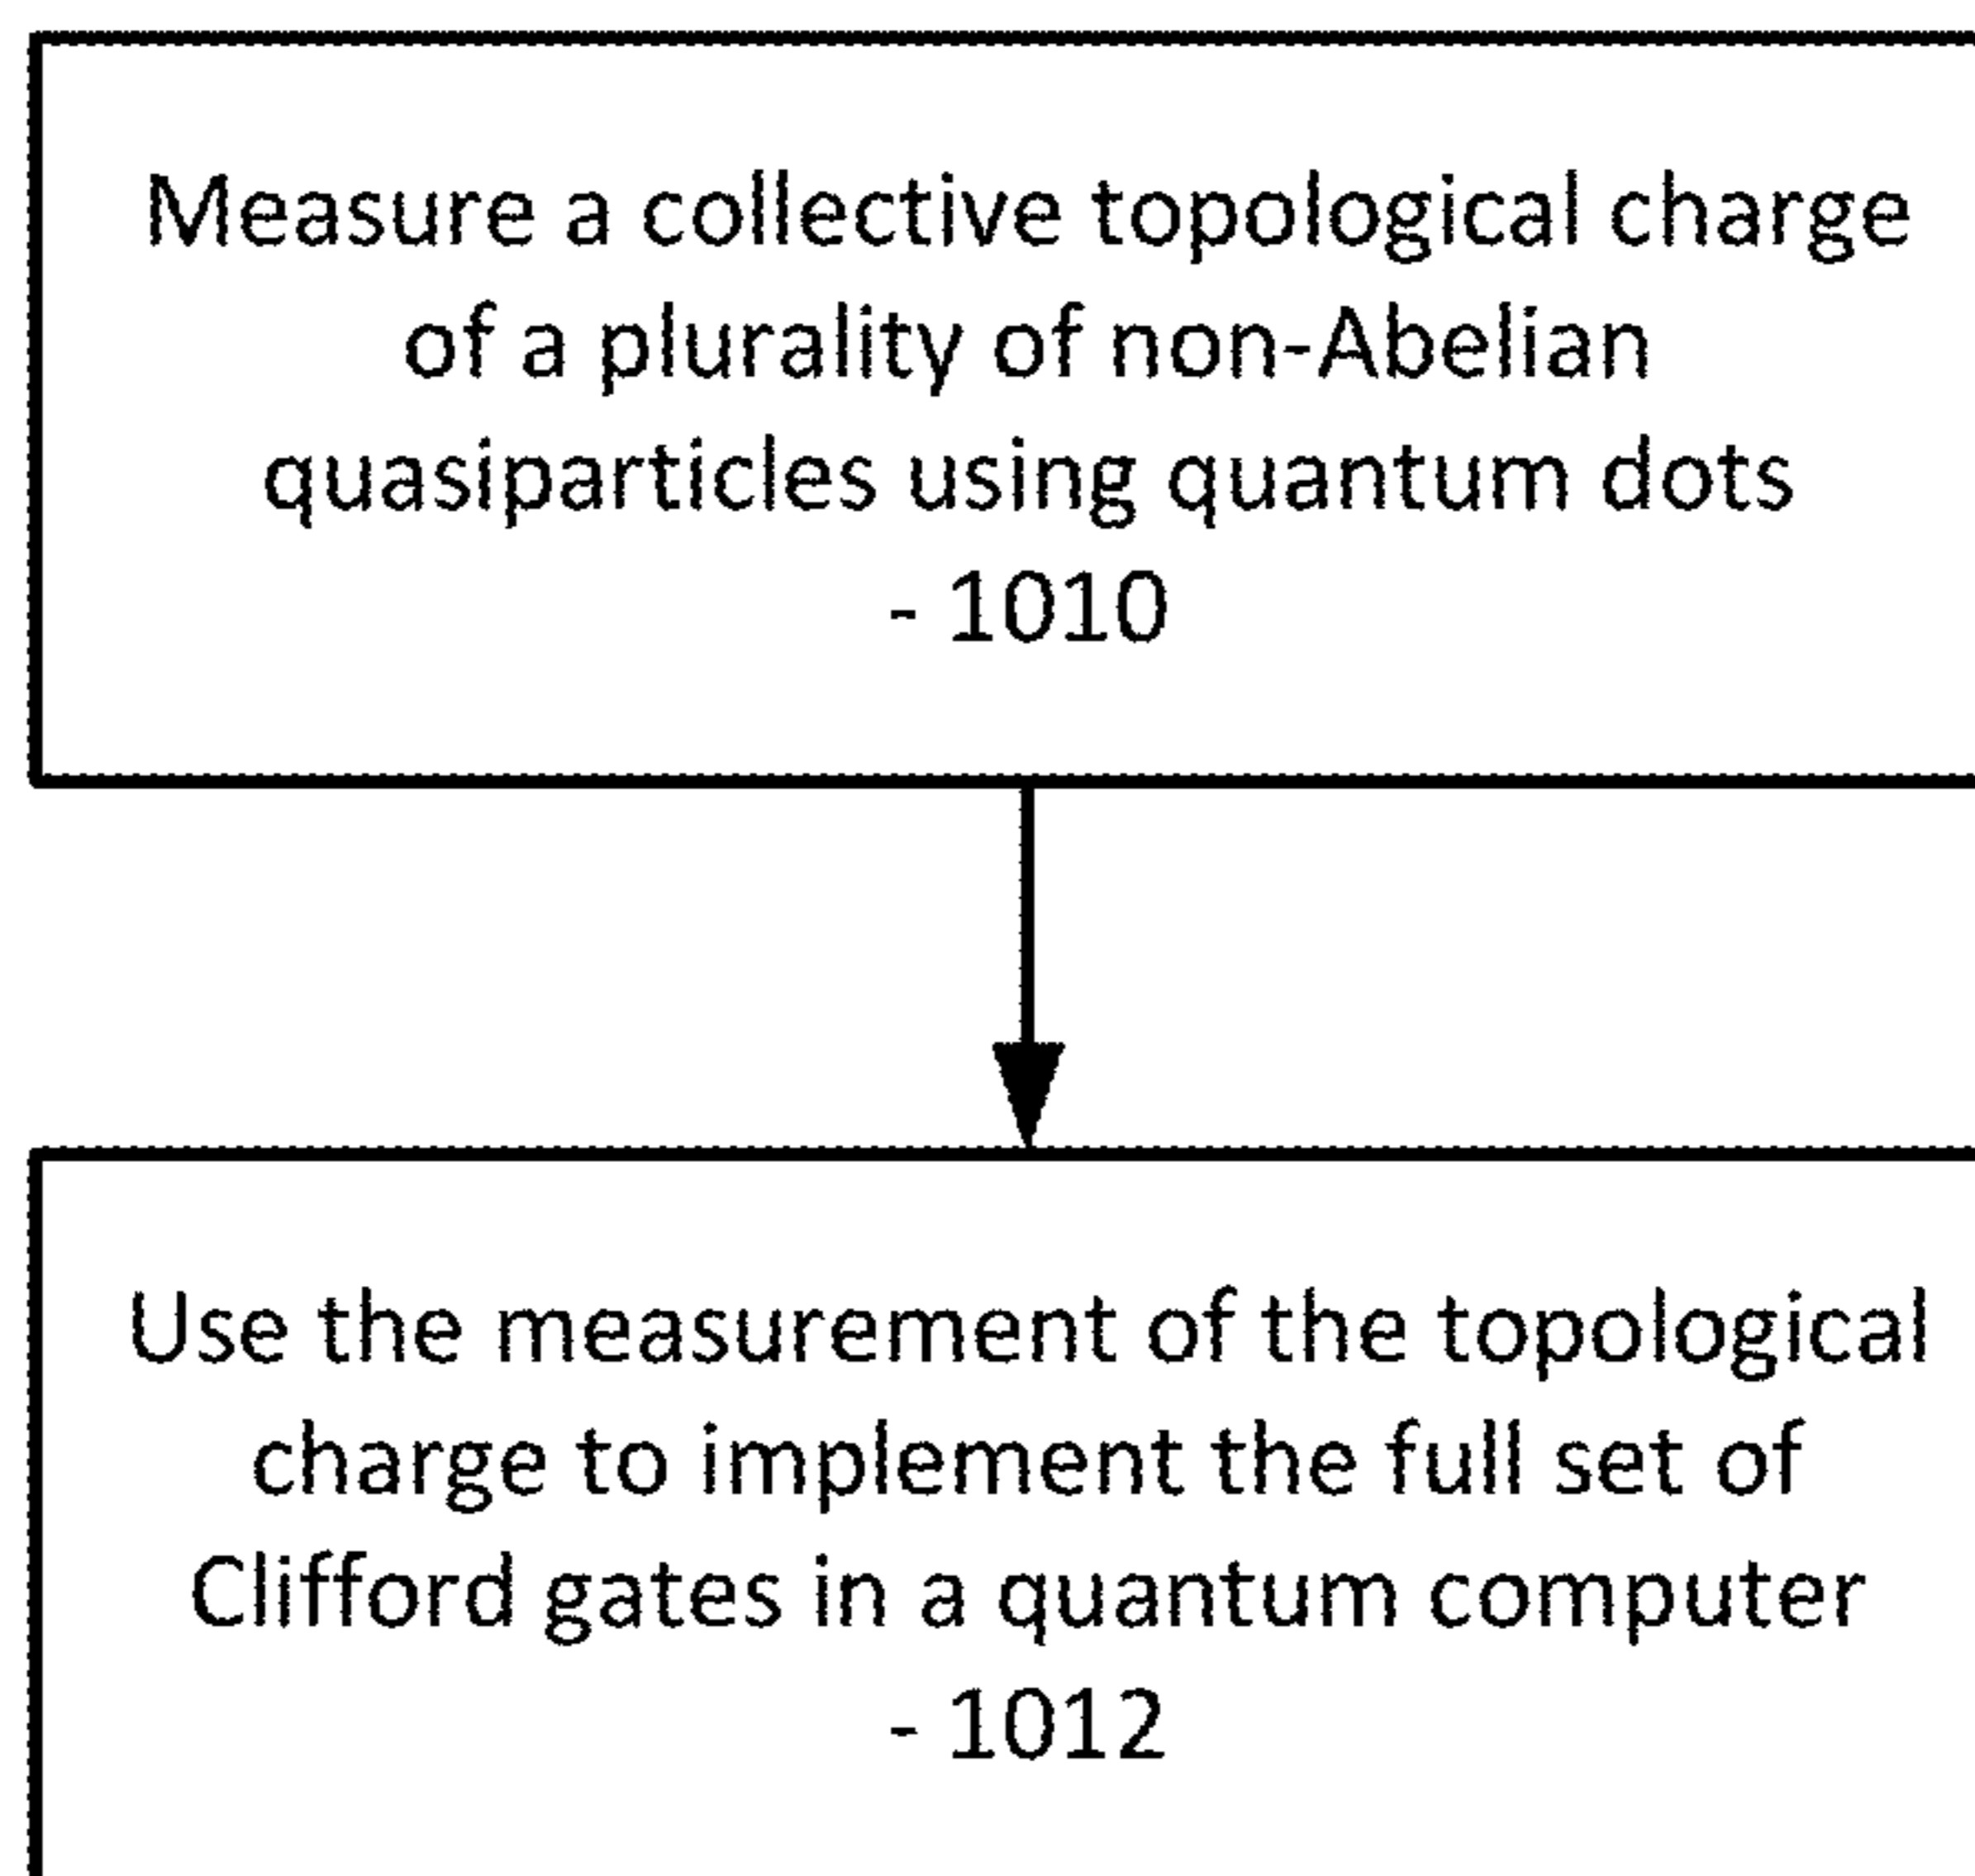 Measure a collective topological charge
of a plurality of non-Abelian
quasiparticles using quantum dots
- 1010
Use the measurement of the topological
charge to implement the full set of
Clifford gates in a quantum computer
- 1012